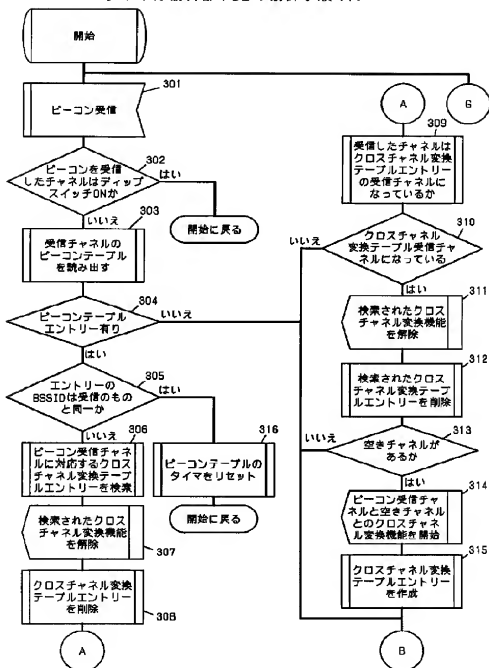 開始
301
ビーコン受信
302
ビーコンを受信
したチャネルはディップ
スイッチONか
はい
いいえ
開始に戻る
303
受信チャネルの
ビーコンテーブル
を読み出す
304
ビーコンテーブル
エントリー有り
いいえ
はい
305
エントリーの
BSSIDは受信のもの
と同一か
はい
いいえ
306
ビーコン受信チャネ
ルに対応するクロス
チャネル変換テーブ
ルエントリーを検索
316
ビーコンテーブルの
タイマをリセット
開始に戻る
検索されたクロス
チャネル変換機能
を解除
307
クロスチャネル変換
テーブルエントリー
を削除
308
A
G
A
309
受信したチャネルは
クロスチャネル変換
テーブルエントリー
の受信チャネルに
なっているか
310
いいえ
クロスチャネル
変換テーブル受信チャ
ネルになっている
はい
311
検索されたクロス
チャネル変換機能
を解除
312
検索されたクロス
チャネル変換テーブ
ルエントリーを削除
313
いいえ
空きチャネルが
あるか
はい
314
ビーコン受信チャ
ネルと空きチャネル
とのクロスチャネ
ル変換機能を開始
315
クロスチャネル変換
テーブルエントリー
を作成
B